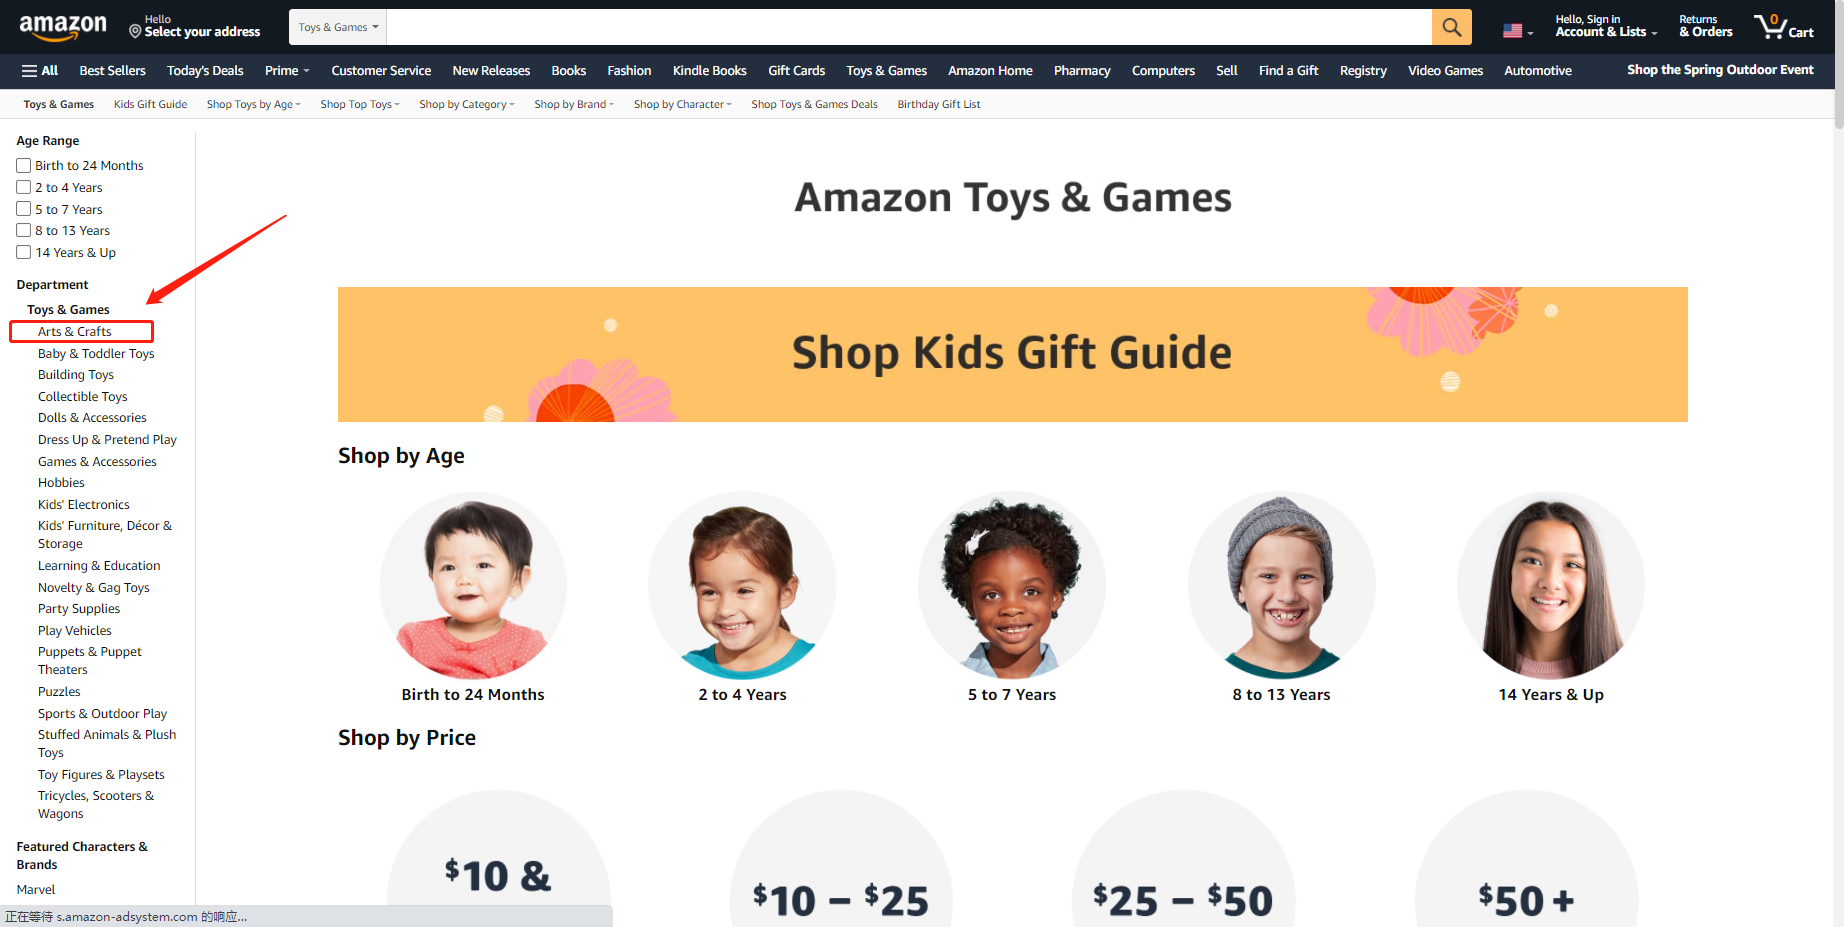 amazon
Hello
Select your address
Toys & Games
Hello, Sign in
Account & Lists
Returns
& Orders
0
Cart
All
Best Sellers
Today's Deals
Prime
Customer Service
New Releases
Books
Fashion
Kindle Books
Gift Cards
Toys & Games
Amazon Home
Pharmacy
Computers
Sell
Find a Gift
Registry
Video Games
Automotive
Shop the Spring Outdoor Event
Toys & Games
Kids Gift Guide
Shop Toys by Age
Shop Top Toys
Shop by Category
Shop by Brand
Shop by Character
Shop Toys & Games Deals
Birthday Gift List
Age Range
Birth to 24 Months
2 to 4 Years
5 to 7 Years
8 to 13 Years
14 Years & Up
Department
Toys & Games
Arts & Crafts
Baby & Toddler Toys
Building Toys
Collectible Toys
Dolls & Accessories
Dress Up & Pretend Play
Games & Accessories
Hobbies
Kids' Electronics
Kids' Furniture, Décor &
Storage
Learning & Education
Novelty & Gag Toys
Party Supplies
Play Vehicles
Puppets & Puppet
Theaters
Puzzles
Sports & Outdoor Play
Stuffed Animals & Plush
Toys
Toy Figures & Playsets
Tricycles, Scooters &
Wagons
Featured Characters &
Brands
Marvel
正在等待 s.amazon-adsystem.com 的响应...
Amazon Toys & Games
Shop Kids Gift Guide
Shop by Age
Birth to 24 Months
2 to 4 Years
5 to 7 Years
8 to 13 Years
14 Years & Up
Shop by Price
$10 &
$10 – $25
$25 – $50
$50 +